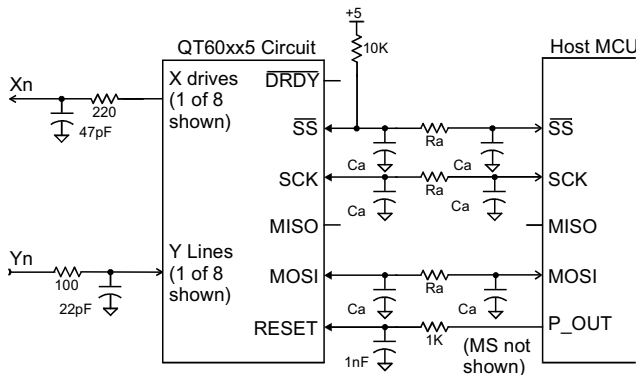 +5
QT60xx5 Circuit
10K
Host MCU
Xn
X drives
(1 of 8
shown)
DRDY
220
47pF
SS
Ra
SS
Ca
Ca
SCK
Ra
SCK
Ca
Ca
MISO
MISO
Yn
Y Lines
(1 of 8
shown)
100
22pF
MOSI
Ra
MOSI
Ca
Ca
RESET
1K
P_OUT
1nF
(MS not
shown)